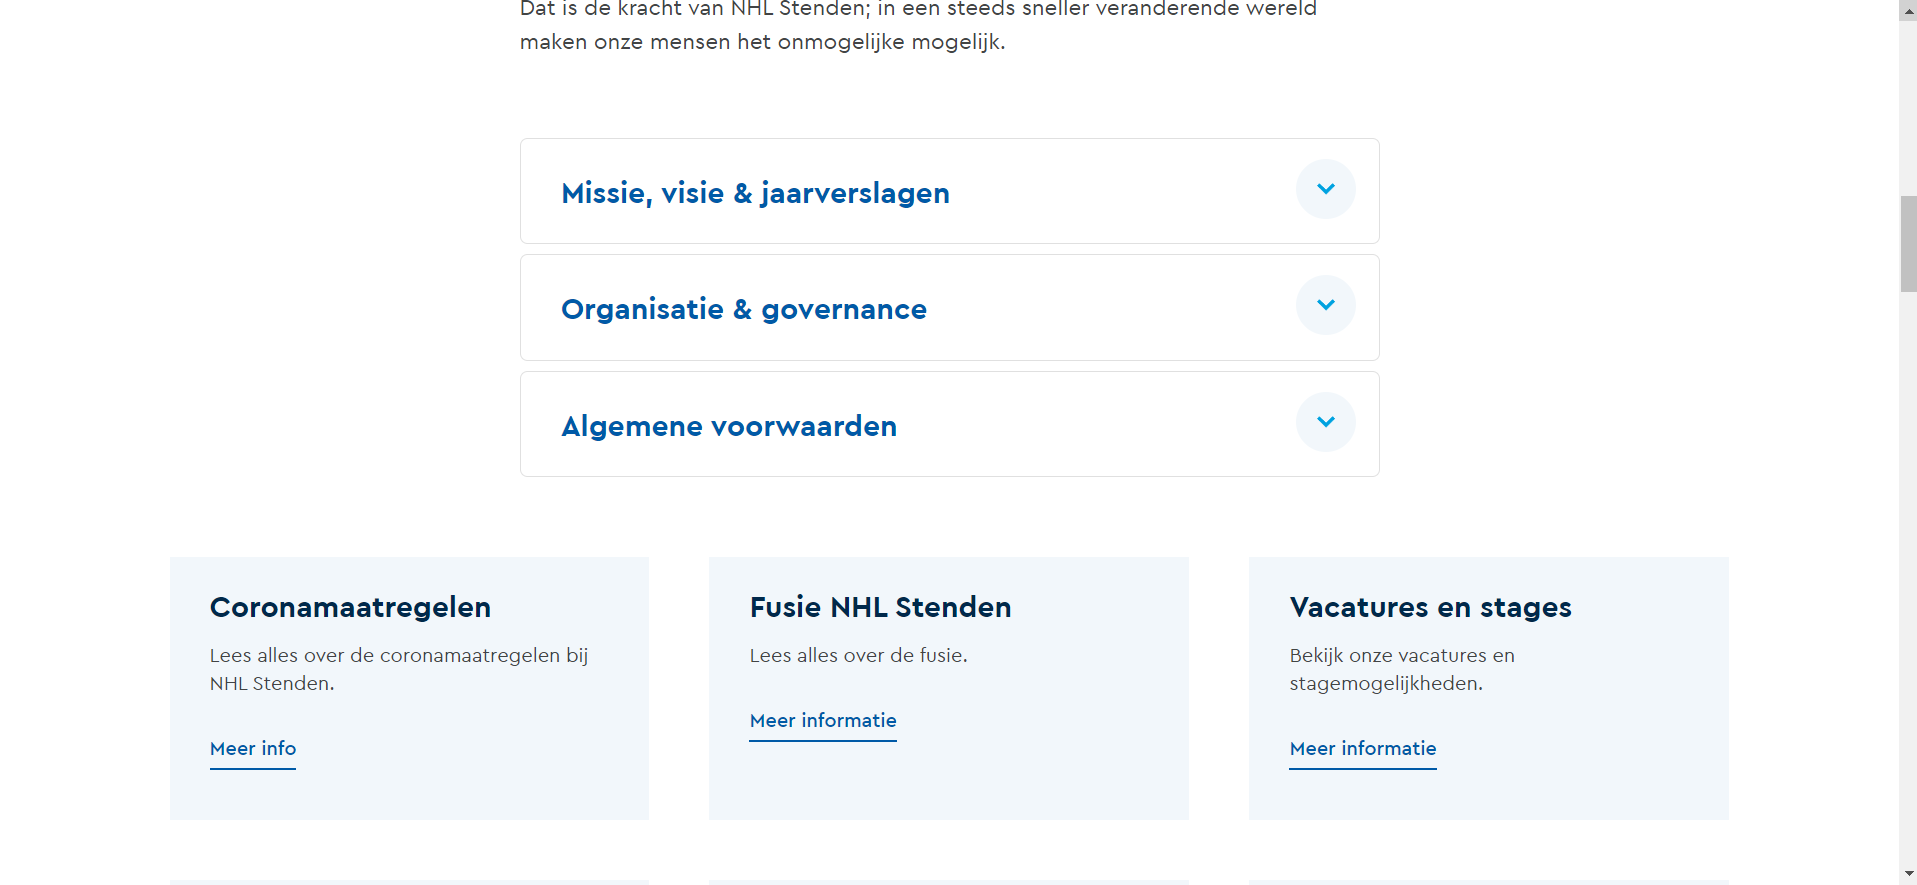 Dat is de kracht van NHL Stenden; in een steeds sneller veranderende wereld
maken onze mensen het onmogelijke mogelijk.
Missie, visie & jaarverslagen
Organisatie & governance
Algemene voorwaarden
Coronamaatregelen
Lees alles over de coronamaatregelen bij
NHL Stenden.
Meer info
Fusie NHL Stenden
Lees alles over de fusie.
Meer informatie
Vacatures en stages
Bekijk onze vacatures en
stagemogelijkheden.
Meer informatie